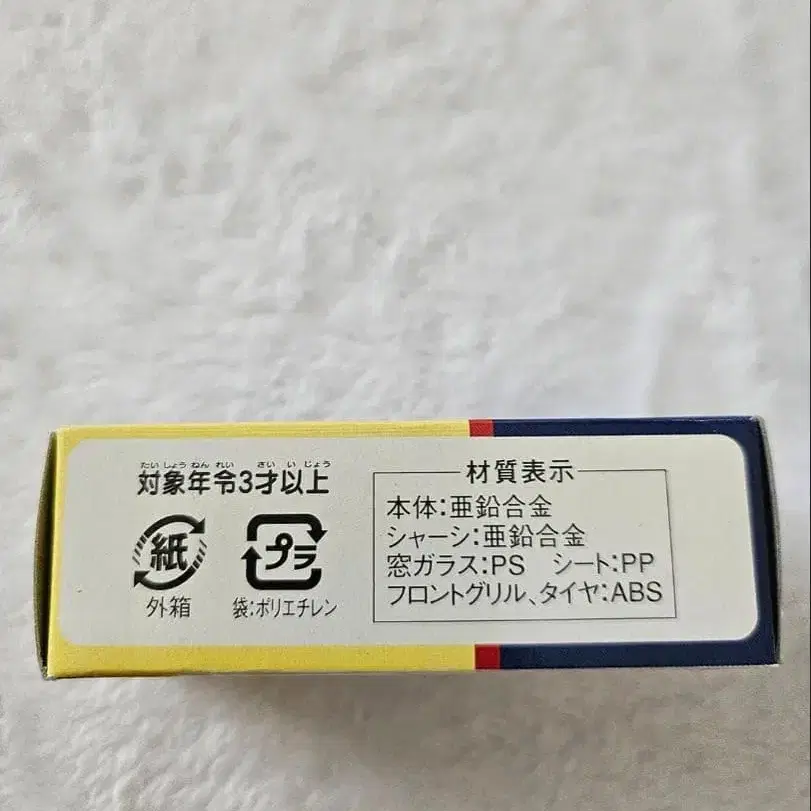 たいしょうねんれい さいいじょう
対象年令3才以上
紙
外箱
プラ
袋:ポリエチレン
材質表示
本体:亜鉛合金
シャーシ:亜鉛合金
窓ガラス:PS シート:PP
フロントグリル、タイヤ:ABS